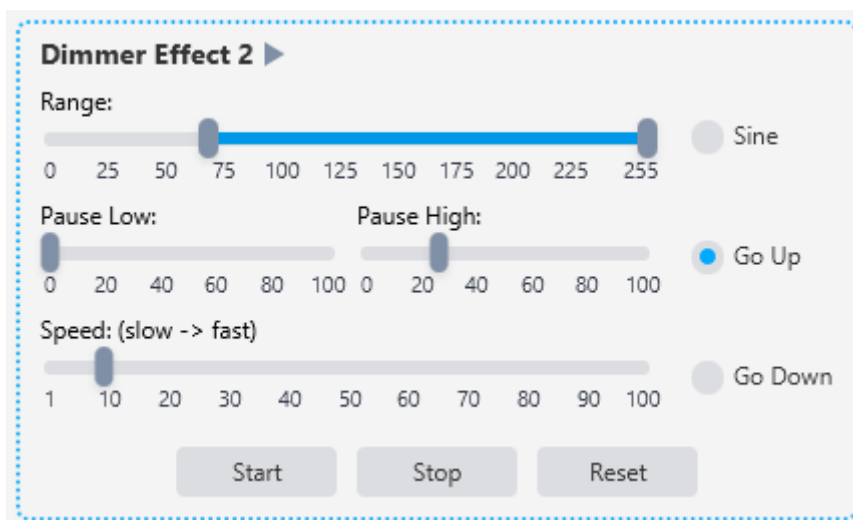 Dimmer Effect 2
Range:
Sine
0 25 50 75 100 125 150 175 200 225 255
Pause Low: Pause High:
Go Up
0 20 40 60 80 100 0 20 40 60 80 100
Speed: (slow -> fast)
Go Down
1 10 20 30 40 50 60 70 80 90 100
Start Stop Reset